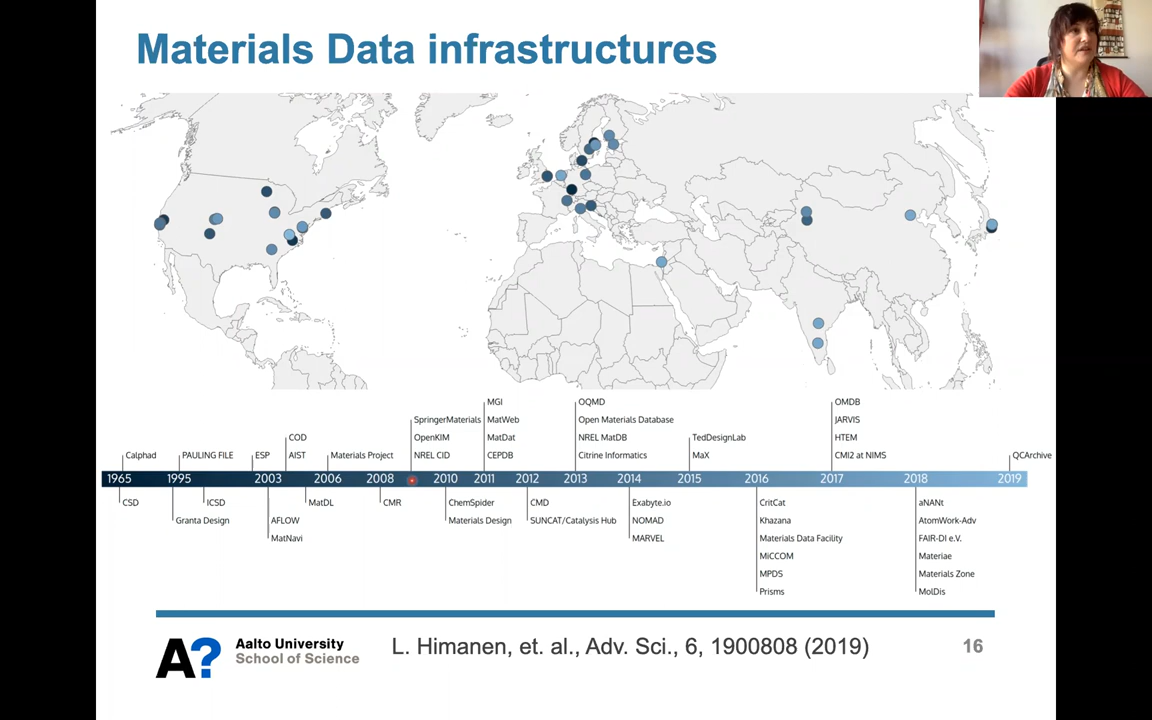 Materials Data infrastructures
MGI
OQMD
OMDB
SpringerMaterials
MatWeb
Open Materials Database
JARVIS
COD
OpenKIM
MatDat
NREL MatDB
TedDesignLab
HTEM
Calphad
PAULING FILE
ESP
AIST
Materials Project
NREL CID
CEPDB
Citrine Informatics
MaX
CMI2 at NIMS
QCArchive
1965 1995 2003 2006 2008 2010 2011 2012 2013 2014 2015 2016 2017 2018 2019
CSD
ICSD
MatDL
CMR
ChemSpider
CMD
Exabyte.io
CritCat
aNANt
Granta Design
AFLOW
Materials Design
SUNCAT/Catalysis Hub
NOMAD
Khazana
AtomWork-Adv
MatNavi
MARVEL
Materials Data Facility
FAIR-DI e.V.
MiCCOM
Materiae
MPDS
Materials Zone
Prisms
MolDis
A?
Aalto University
School of Science
L. Himanen, et. al., Adv. Sci., 6, 1900808 (2019)
16